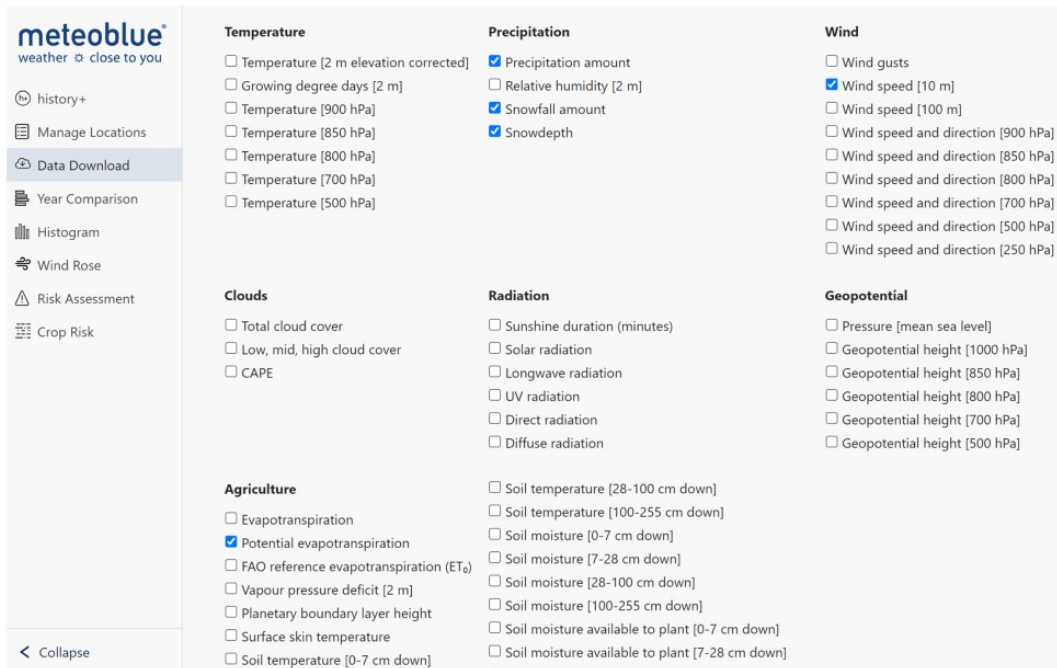 meteoblue®
weather ☼ close to you
history+
Manage Locations
Data Download
Year Comparison
Histogram
Wind Rose
Risk Assessment
Crop Risk
Collapse
Temperature
Temperature [2 m elevation corrected]
Growing degree days [2 m]
Temperature [900 hPa]
Temperature [850 hPa]
Temperature [800 hPa]
Temperature [700 hPa]
Temperature [500 hPa]
Precipitation
Precipitation amount
Relative humidity [2 m]
Snowfall amount
Snowdepth
Wind
Wind gusts
Wind speed [10 m]
Wind speed [100 m]
Wind speed and direction [900 hPa]
Wind speed and direction [850 hPa]
Wind speed and direction [800 hPa]
Wind speed and direction [700 hPa]
Wind speed and direction [500 hPa]
Wind speed and direction [250 hPa]
Clouds
Total cloud cover
Low, mid, high cloud cover
CAPE
Radiation
Sunshine duration (minutes)
Solar radiation
Longwave radiation
UV radiation
Direct radiation
Diffuse radiation
Geopotential
Pressure [mean sea level]
Geopotential height [1000 hPa]
Geopotential height [850 hPa]
Geopotential height [800 hPa]
Geopotential height [700 hPa]
Geopotential height [500 hPa]
Agriculture
Evapotranspiration
Potential evapotranspiration
FAO reference evapotranspiration (ET₀)
Vapour pressure deficit [2 m]
Planetary boundary layer height
Surface skin temperature
Soil temperature [0-7 cm down]
Soil temperature [28-100 cm down]
Soil temperature [100-255 cm down]
Soil moisture [0-7 cm down]
Soil moisture [7-28 cm down]
Soil moisture [28-100 cm down]
Soil moisture [100-255 cm down]
Soil moisture available to plant [0-7 cm down]
Soil moisture available to plant [7-28 cm down]